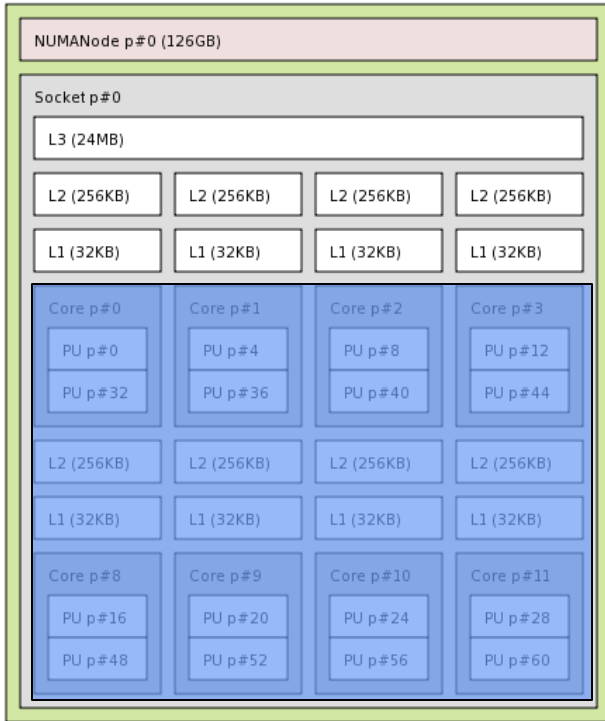 NUMANode p#0 (126GB)
Socket p#0
L3 (24MB)
L2 (256KB) L2 (256KB) L2 (256KB) L2 (256KB)
L1 (32KB) L1 (32KB) L1 (32KB) L1 (32KB)
Core p#0 Core p#1 Core p#2 Core p#3
PU p#0 PU p#4 PU p#8 PU p#12
PU p#32 PU p#36 PU p#40 PU p#44
L2 (256KB) L2 (256KB) L2 (256KB) L2 (256KB)
L1 (32KB) L1 (32KB) L1 (32KB) L1 (32KB)
Core p#8 Core p#9 Core p#10 Core p#11
PU p#16 PU p#20 PU p#24 PU p#28
PU p#48 PU p#52 PU p#56 PU p#60